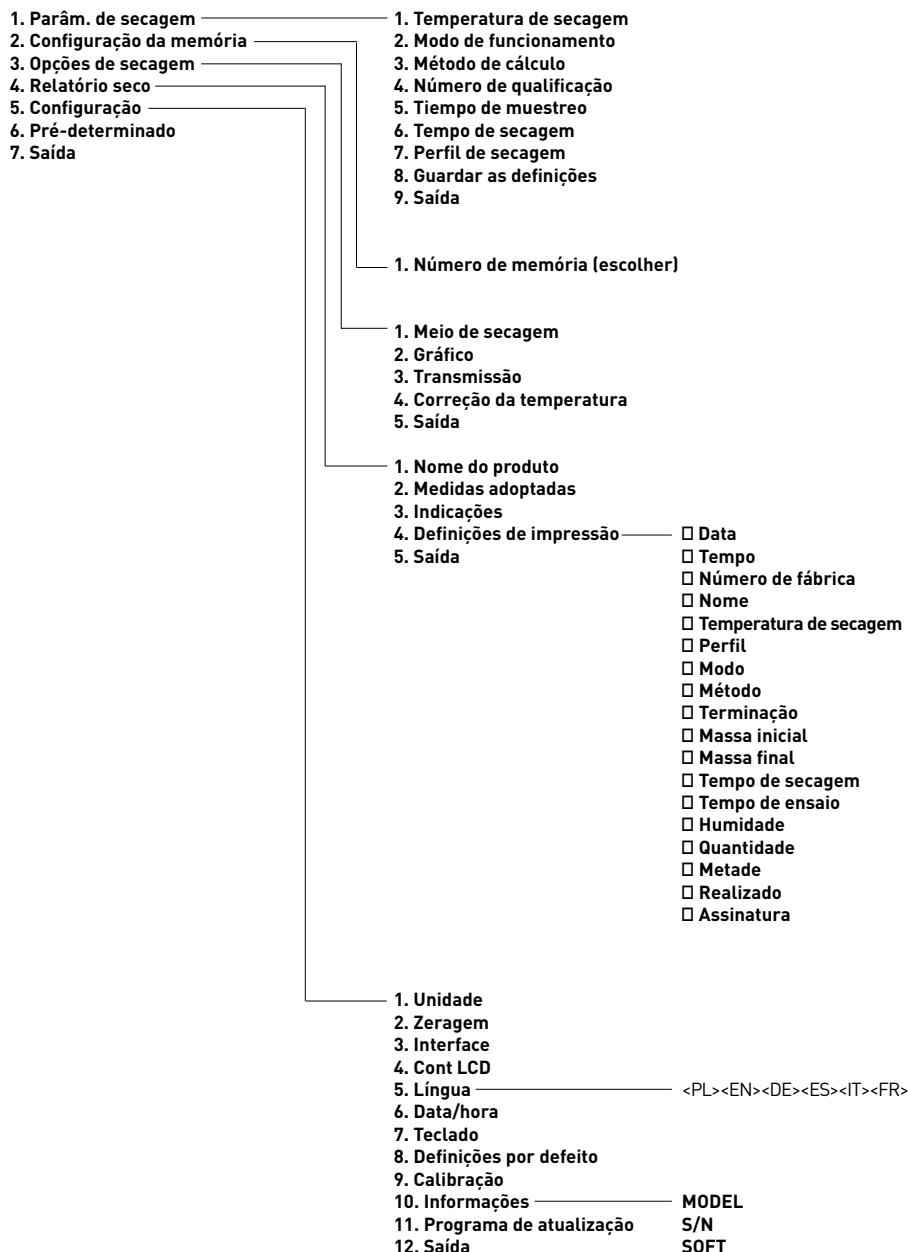 1. Parâm. de secagem
2. Configuração da memória
3. Opções de secagem
4. Relatório seco
5. Configuração
6. Pré-determinado
7. Saída
1. Temperatura de secagem
2. Modo de funcionamento
3. Método de cálculo
4. Número de qualificação
5. Tiempo de muestreo
6. Tempo de secagem
7. Perfil de secagem
8. Guardar as definições
9. Saída
1. Número de memória (escolher)
1. Meio de secagem
2. Gráfico
3. Transmissão
4. Correção da temperatura
5. Saída
1. Nome do produto
2. Medidas adoptadas
3. Indicações
4. Definições de impressão
5. Saída
☐ Data
☐ Tempo
☐ Número de fábrica
☐ Nome
☐ Temperatura de secagem
☐ Perfil
☐ Modo
☐ Método
☐ Terminação
☐ Massa inicial
☐ Massa final
☐ Tempo de secagem
☐ Tempo de ensaio
☐ Humidade
☐ Quantidade
☐ Metade
☐ Realizado
☐ Assinatura
1. Unidade
2. Zeragem
3. Interface
4. Cont LCD
5. Língua
6. Data/hora
7. Teclado
8. Definições por defeito
9. Calibração
10. Informações
11. Programa de atualização
12. Saída
<PL><EN><DE><ES><IT><FR>
MODEL
S/N
SOFT